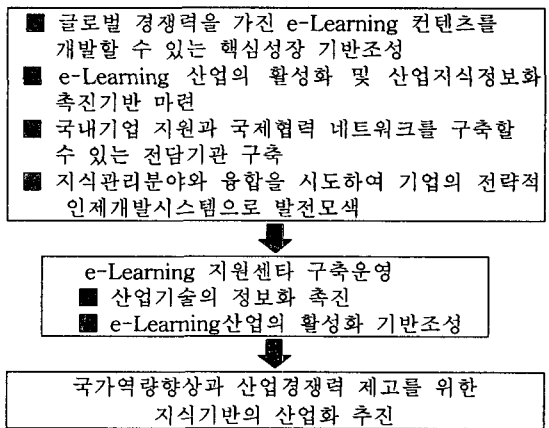 ■ 글로벌 경쟁력을 가진 e-Learning 컨텐츠를
개발할 수 있는 핵심성장 기반조성
■ e-Learning 산업의 활성화 및 산업지식정보화
촉진기반 마련
■ 국내기업 지원과 국제협력 네트워크를 구축할
수 있는 전담기관 구축
■ 지식관리분야와 융합을 시도하여 기업의 전략적
인재개발시스템으로 발전모색
e-Learning 지원센타 구축운영
■ 산업기술의 정보화 촉진
■ e-Learning산업의 활성화 기반조성
국가역량향상과 산업경쟁력 제고를 위한
지식기반의 산업화 추진